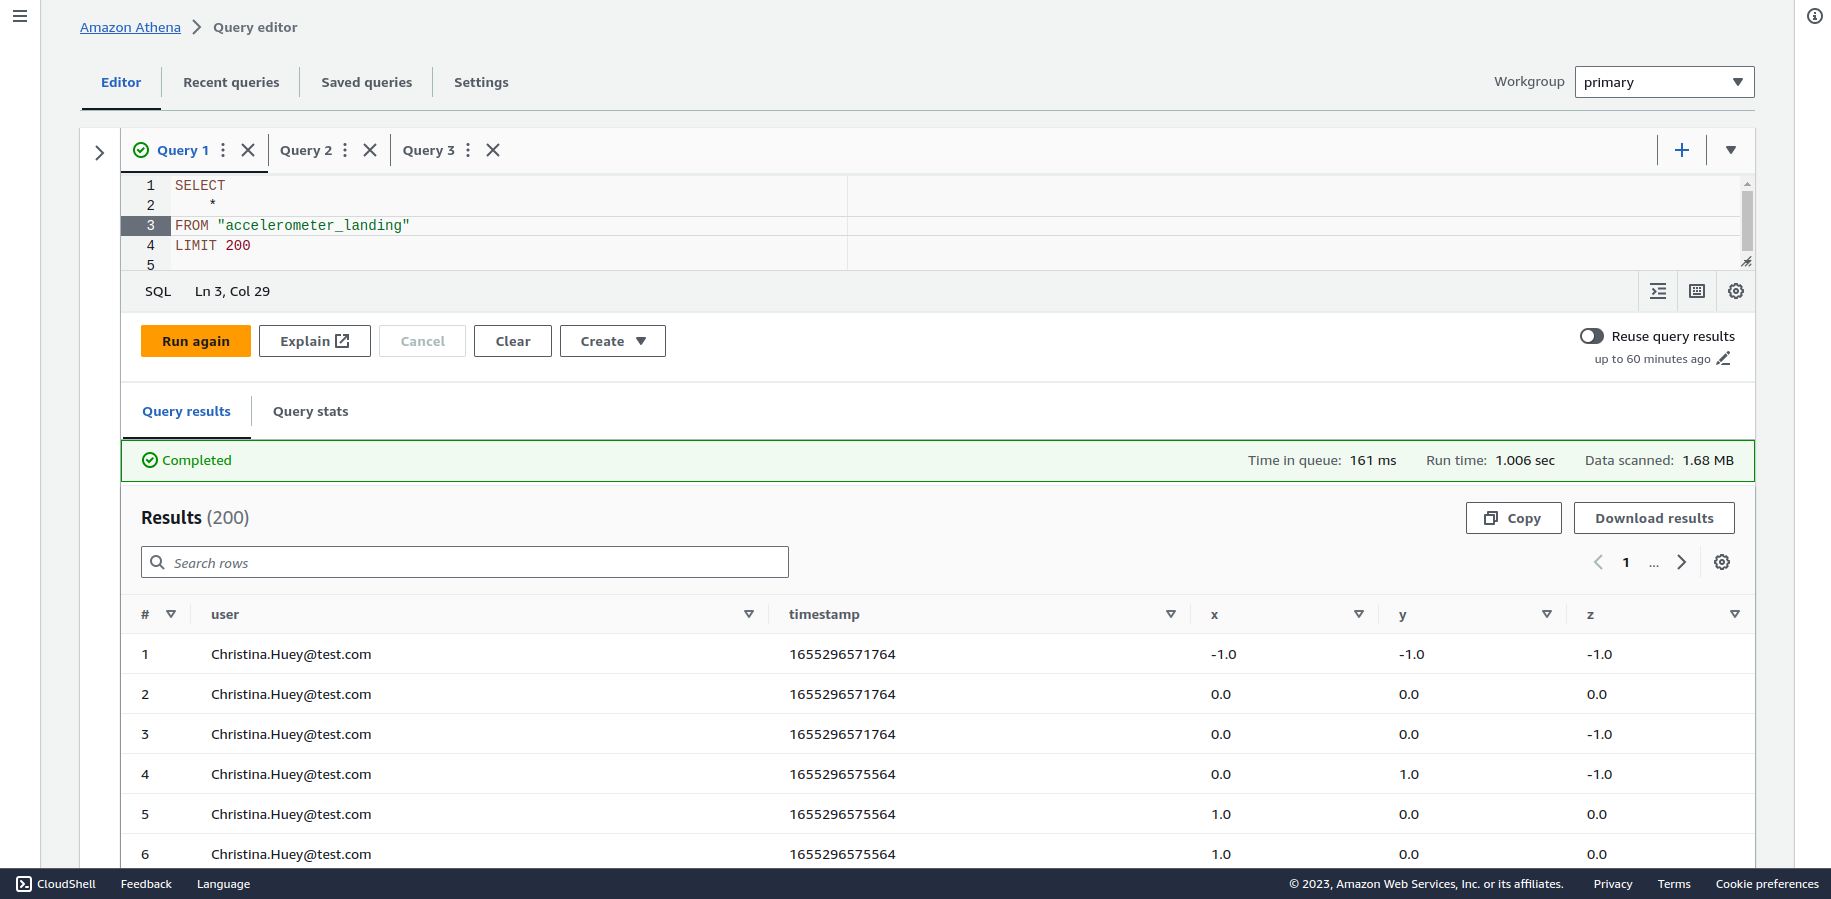 Amazon Athena > Query editor
Editor Recent queries Saved queries Settings Workgroup primary
Query 1 Query 2 Query 3
1 SELECT
2 *
3 FROM "accelerometer_landing"
4 LIMIT 200
5
SQL Ln 3, Col 29
Run again Explain Cancel Clear Create Reuse query results
up to 60 minutes ago
Query results Query stats
Completed Time in queue: 161 ms Run time: 1.006 sec Data scanned: 1.68 MB
Results (200) Copy Download results
Search rows 1 ...
# user timestamp x y z
1 Christina.Huey@test.com 1655296571764 -1.0 -1.0 -1.0
2 Christina.Huey@test.com 1655296571764 0.0 0.0 0.0
3 Christina.Huey@test.com 1655296571764 0.0 0.0 -1.0
4 Christina.Huey@test.com 1655296575564 0.0 1.0 -1.0
5 Christina.Huey@test.com 1655296575564 1.0 0.0 0.0
6 Christina.Huey@test.com 1655296575564 1.0 0.0 0.0
CloudShell Feedback Language © 2023, Amazon Web Services, Inc. or its affiliates. Privacy Terms Cookie preferences